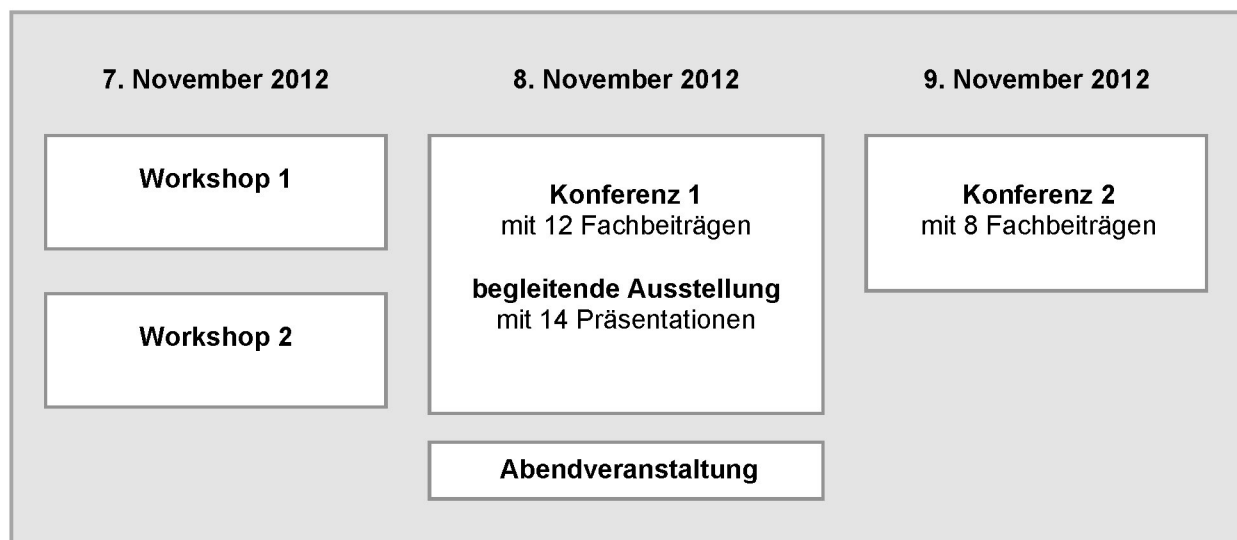 7. November 2012
Workshop 1
Workshop 2
8. November 2012
Konferenz 1
mit 12 Fachbeiträgen
begleitende Ausstellung
mit 14 Präsentationen
Abendveranstaltung
9. November 2012
Konferenz 2
mit 8 Fachbeiträgen